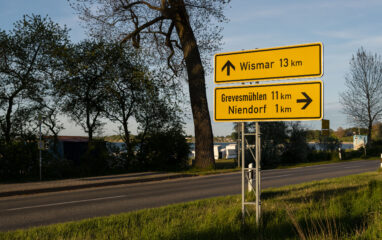 Wismar 13 km
Grevesmühlen 11 km
Niendorf 1 km